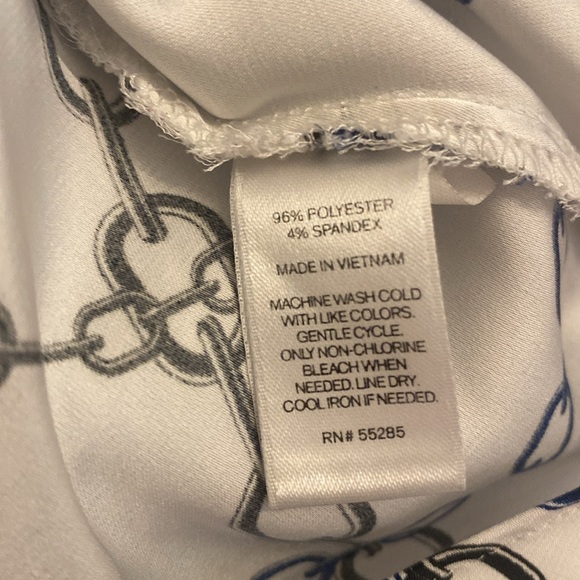 96% POLYESTER
4% SPANDEX
MADE IN VIETNAM
MACHINE WASH COLD
WITH LIKE COLORS.
GENTLE CYCLE.
ONLY NON-CHLORINE
BLEACH WHEN
NEEDED. LINE DRY.
COOL IRON IF NEEDED.
RN# 55285